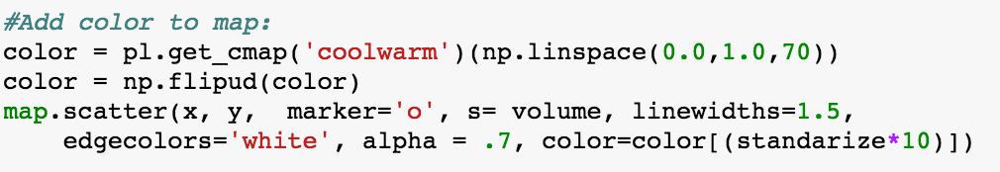 #Add color to map:
color = pl.get_cmap('coolwarm')(np.linspace(0.0,1.0,70))
color = np.flipud(color)
map.scatter(x, y,  marker='o', s= volume, linewidths=1.5,
    edgecolors='white', alpha = .7, color=color[(standarize*10)])